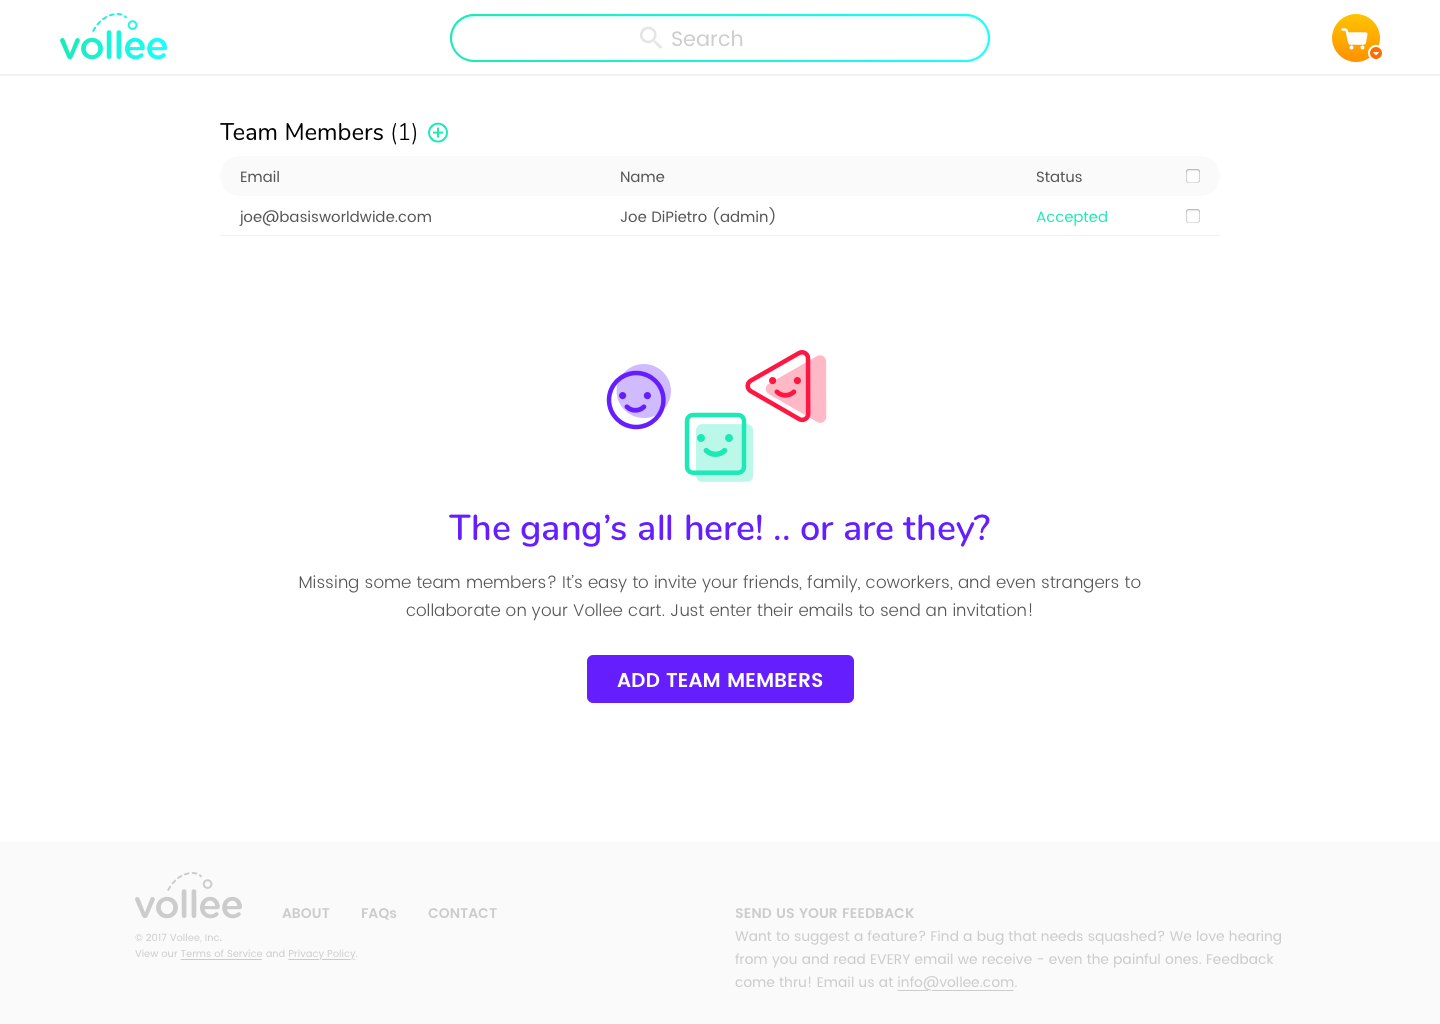 vollee
Search
Team Members (1)
Email Name Status
joe@basisworldwide.com Joe DiPietro (admin) Accepted
The gang’s all here! .. or are they?
Missing some team members? It’s easy to invite your friends, family, coworkers, and even strangers to
collaborate on your Vollee cart. Just enter their emails to send an invitation!
ADD TEAM MEMBERS
vollee
ABOUT FAQs CONTACT
© 2017 Vollee, Inc.
View our Terms of Service and Privacy Policy.
SEND US YOUR FEEDBACK
Want to suggest a feature? Find a bug that needs squashed? We love hearing
from you and read EVERY email we receive - even the painful ones. Feedback
come thru! Email us at info@vollee.com.